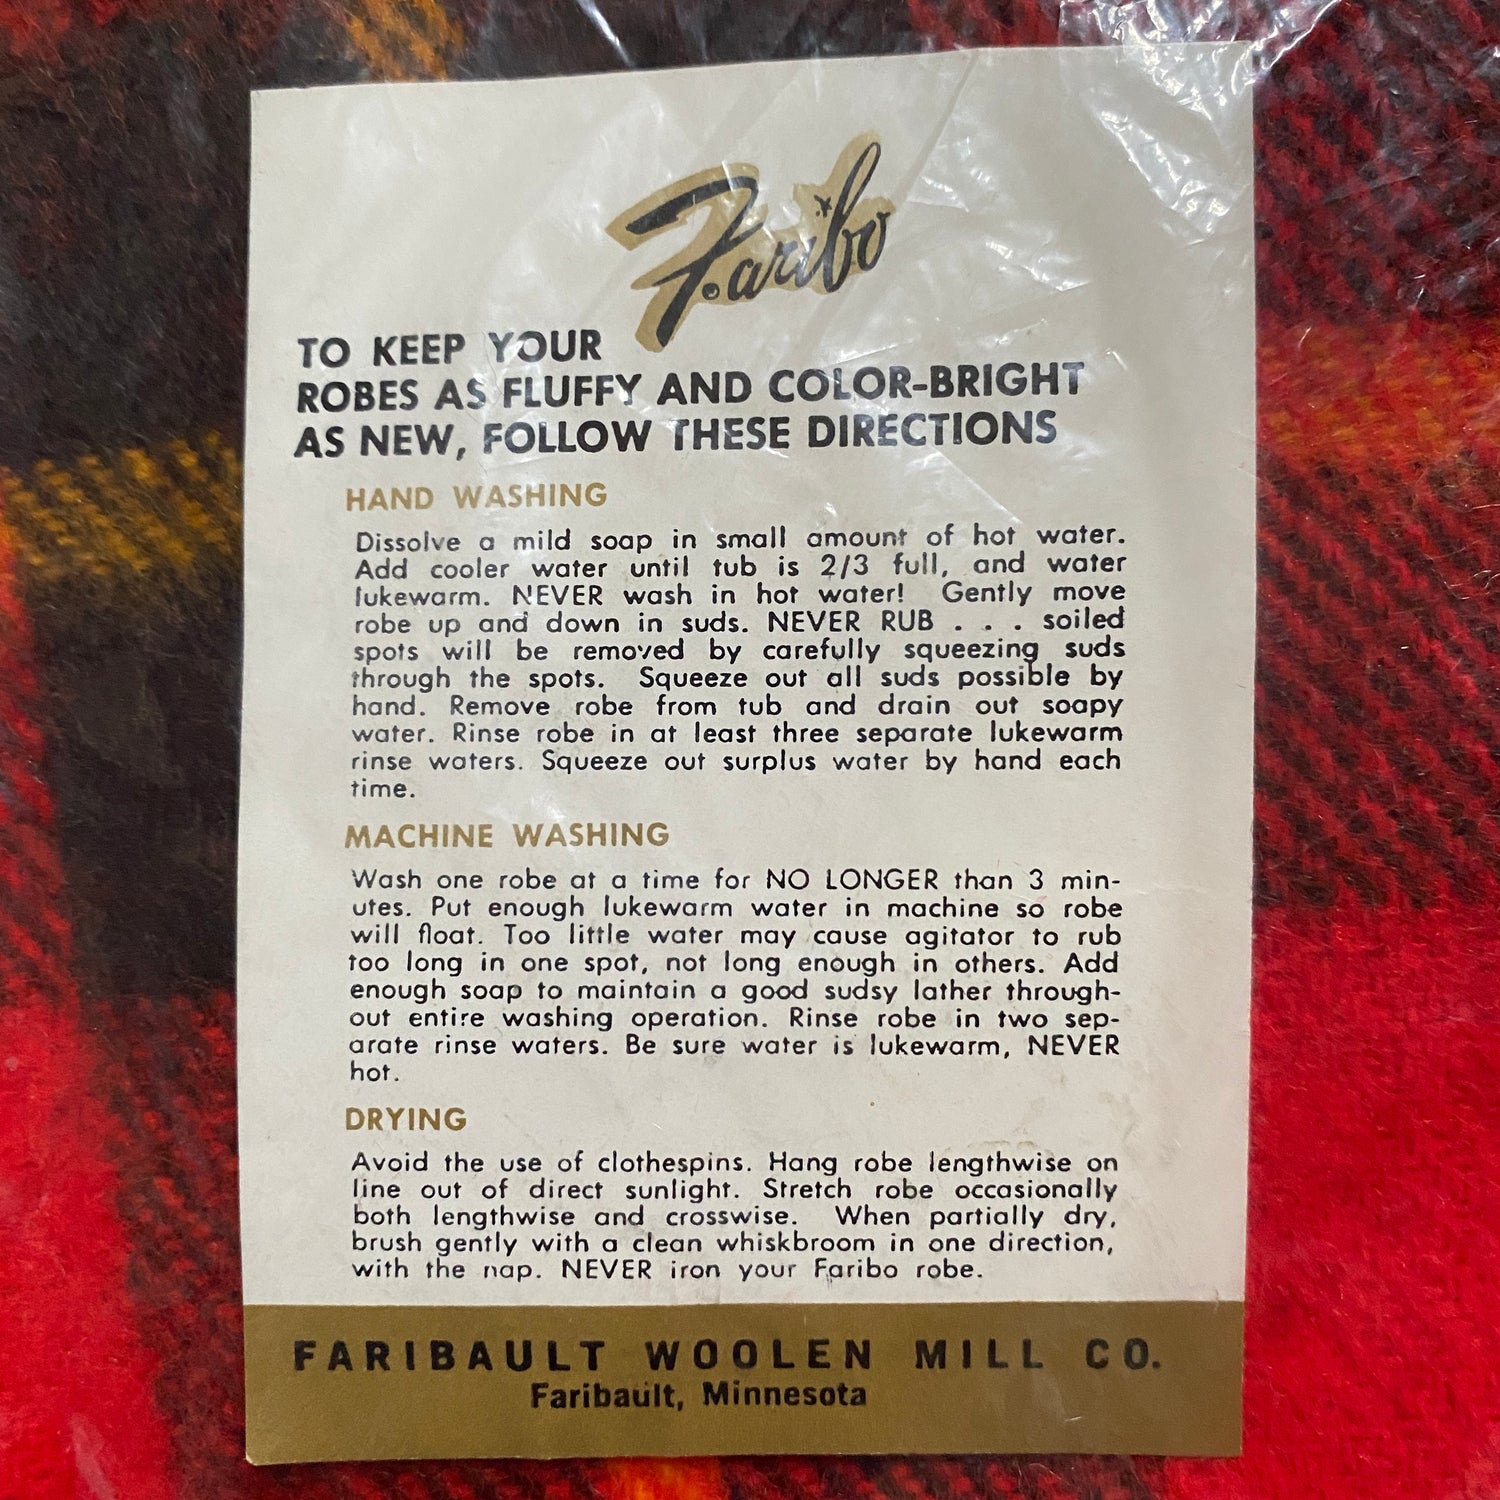 Faribo
TO KEEP YOUR
ROBES AS FLUFFY AND COLOR-BRIGHT
AS NEW, FOLLOW THESE DIRECTIONS
HAND WASHING
Dissolve a mild soap in small amount of hot water.
Add cooler water until tub is 2/3 full, and water
lukewarm. NEVER wash in hot water! Gently move
robe up and down in suds. NEVER RUB . . . soiled
spots will be removed by carefully squeezing suds
through the spots. Squeeze out all suds possible by
hand. Remove robe from tub and drain out soapy
water. Rinse robe in at least three separate lukewarm
rinse waters. Squeeze out surplus water by hand each
time.
MACHINE WASHING
Wash one robe at a time for NO LONGER than 3 min-
utes. Put enough lukewarm water in machine so robe
will float. Too little water may cause agitator to rub
too long in one spot, not long enough in others. Add
enough soap to maintain a good sudsy lather through-
out entire washing operation. Rinse robe in two sep-
arate rinse waters. Be sure water is lukewarm, NEVER
hot.
DRYING
Avoid the use of clothespins. Hang robe lengthwise on
line out of direct sunlight. Stretch robe occasionally
both lengthwise and crosswise. When partially dry,
brush gently with a clean whiskbroom in one direction,
with the nap. NEVER iron your Faribo robe.
FARIBAULT WOOLEN MILL CO.
Faribault, Minnesota